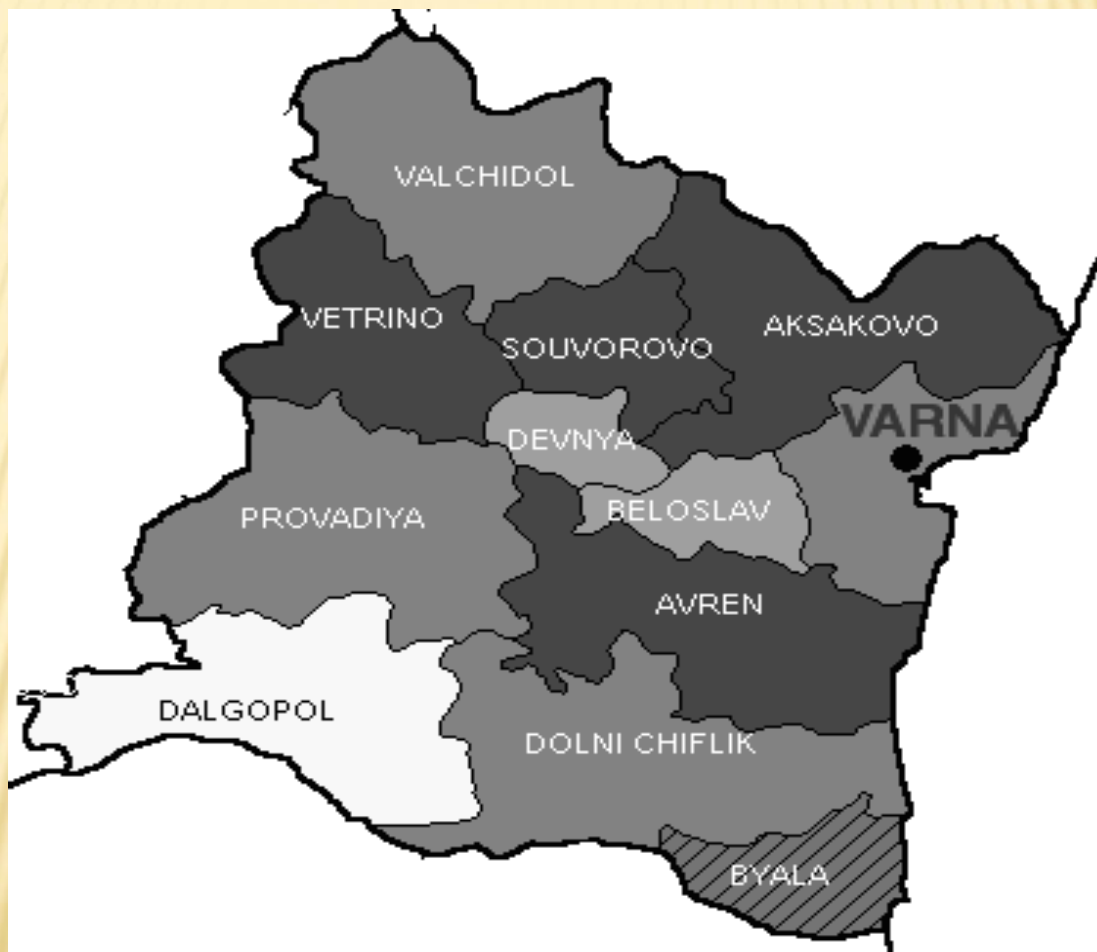 VALCHIDOL
VETRINO
SOUVOROVO
AKSAKOVO
VARNA
DEVNYA
BELOSLAV
PROVADIYA
AVREN
DALGOPOL
DOLNI CHIFLIK
BYALA